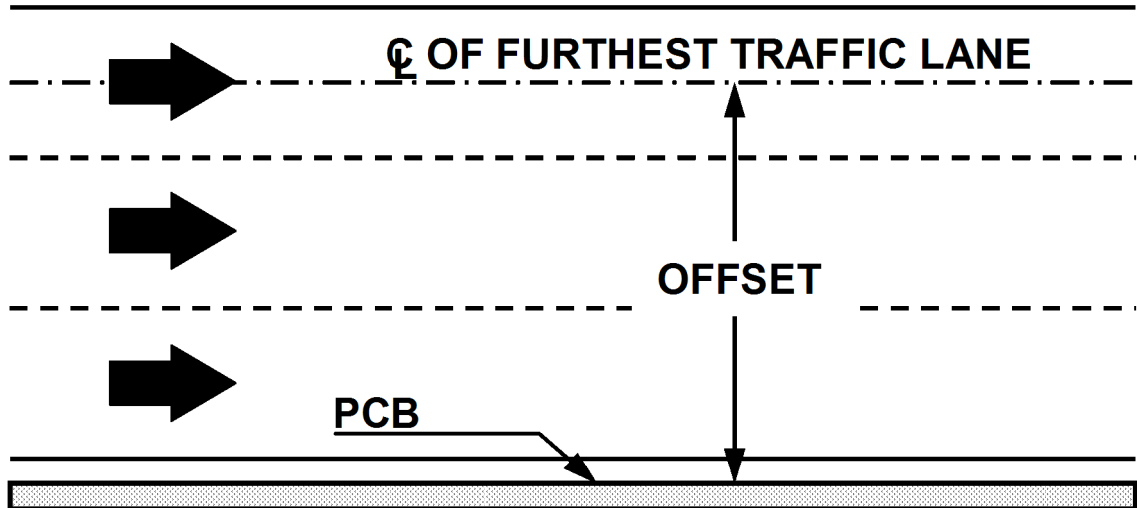 ℄ OF FURTHEST TRAFFIC LANE
OFFSET
PCB